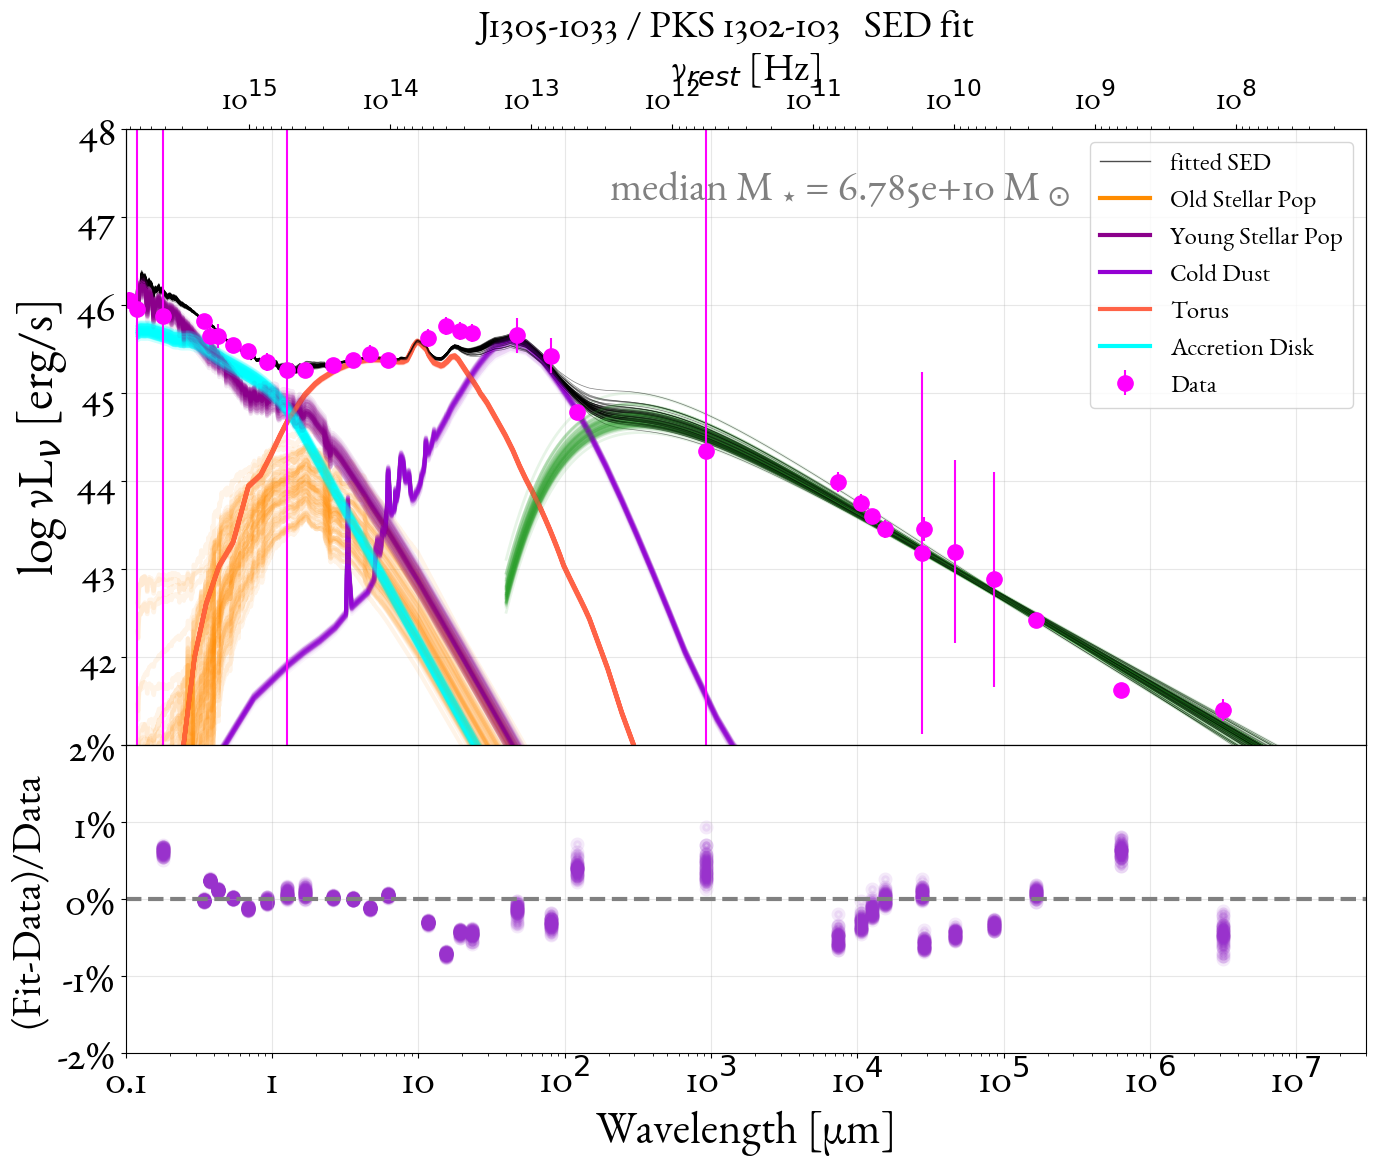 J1305-1033 / PKS 1302-103 SED fit
ν_rest [Hz]
10^15 10^14 10^13 10^12 10^11 10^10 10^9 10^8
48
47
46
45
44
43
42
log νL_ν [erg/s]
median M ⋆ = 6.785e+10 M ⊙
fitted SED
Old Stellar Pop
Young Stellar Pop
Cold Dust
Torus
Accretion Disk
Data
2%
1%
0%
-1%
-2%
(Fit-Data)/Data
0.1 1 10 10^2 10^3 10^4 10^5 10^6 10^7
Wavelength [μm]